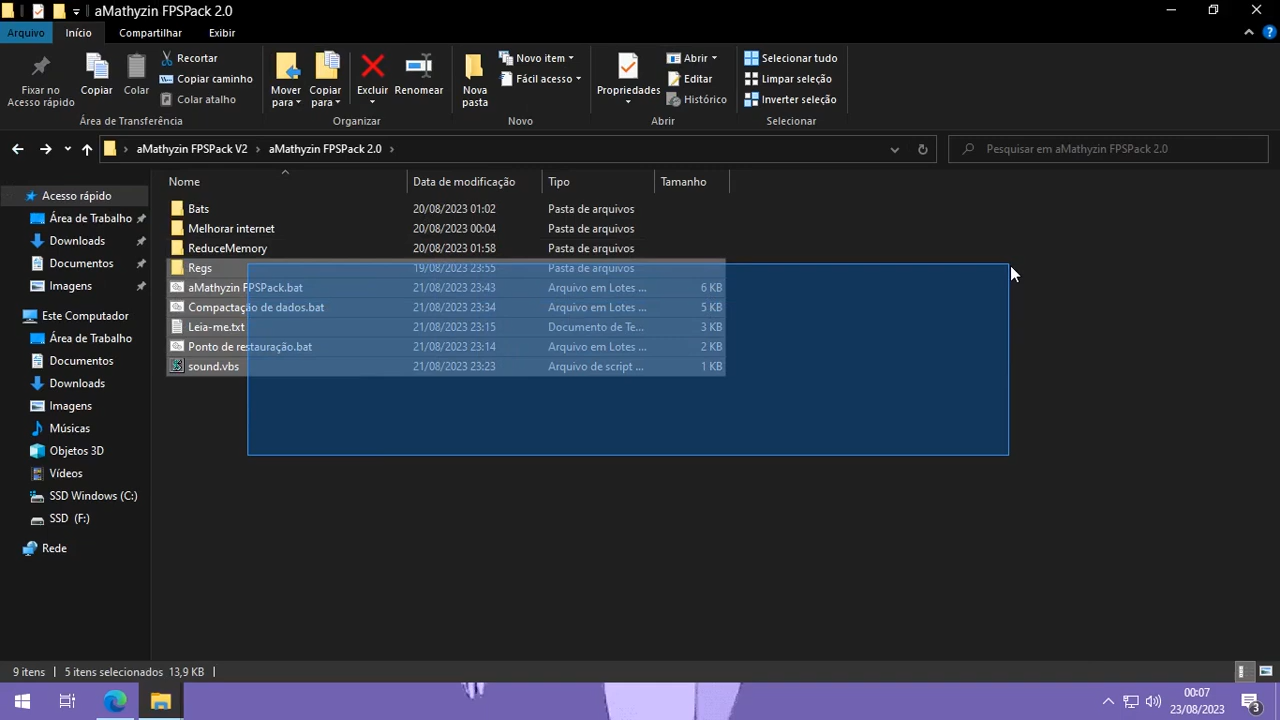 aMathyzin FPSPack 2.0
Arquivo Início Compartilhar Exibir
Fixar no Acesso rápido
Copiar
Colar
Recortar
Copiar caminho
Colar atalho
Mover para
Copiar para
Excluir
Renomear
Nova pasta
Novo item
Fácil acesso
Propriedades
Abrir
Editar
Histórico
Selecionar tudo
Limpar seleção
Inverter seleção
Área de Transferência Organizar Novo Abrir Selecionar
aMathyzin FPSPack V2 > aMathyzin FPSPack 2.0 >
Pesquisar em aMathyzin FPSPack 2.0
Acesso rápido
Área de Trabalho
Downloads
Documentos
Imagens
Este Computador
Área de Trabalho
Documentos
Downloads
Imagens
Músicas
Objetos 3D
Vídeos
SSD Windows (C:)
SSD (F:)
Rede
Nome Data de modificação Tipo Tamanho
Bats 20/08/2023 01:02 Pasta de arquivos
Melhorar internet 20/08/2023 00:04 Pasta de arquivos
ReduceMemory 20/08/2023 01:58 Pasta de arquivos
Regs 19/08/2023 23:55 Pasta de arquivos
aMathyzin FPSPack.bat 21/08/2023 23:43 Arquivo em Lotes ... 6 KB
Compactação de dados.bat 21/08/2023 23:34 Arquivo em Lotes ... 5 KB
Leia-me.txt 21/08/2023 23:15 Documento de Te... 3 KB
Ponto de restauração.bat 21/08/2023 23:14 Arquivo em Lotes ... 2 KB
sound.vbs 21/08/2023 23:23 Arquivo de script ... 1 KB
9 itens 5 itens selecionados 13,9 KB
00:07
23/08/2023
3